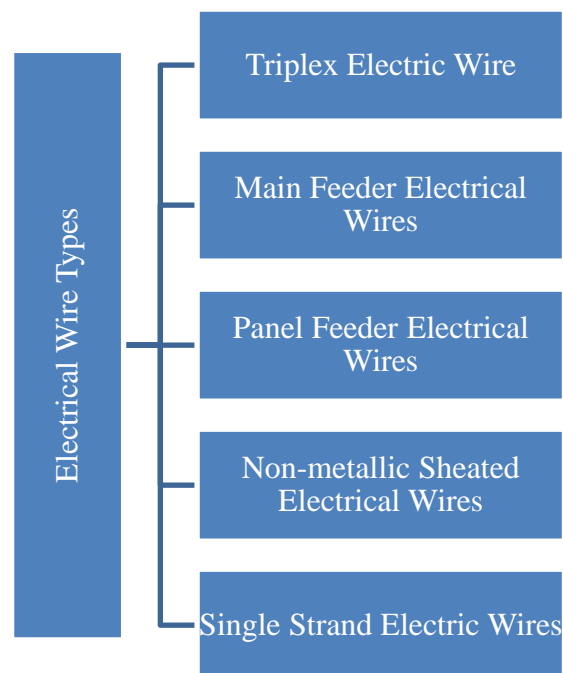 Electrical Wire Types
Triplex Electric Wire
Main Feeder Electrical
Wires
Panel Feeder Electrical
Wires
Non-metallic Sheated
Electrical Wires
Single Strand Electric Wires